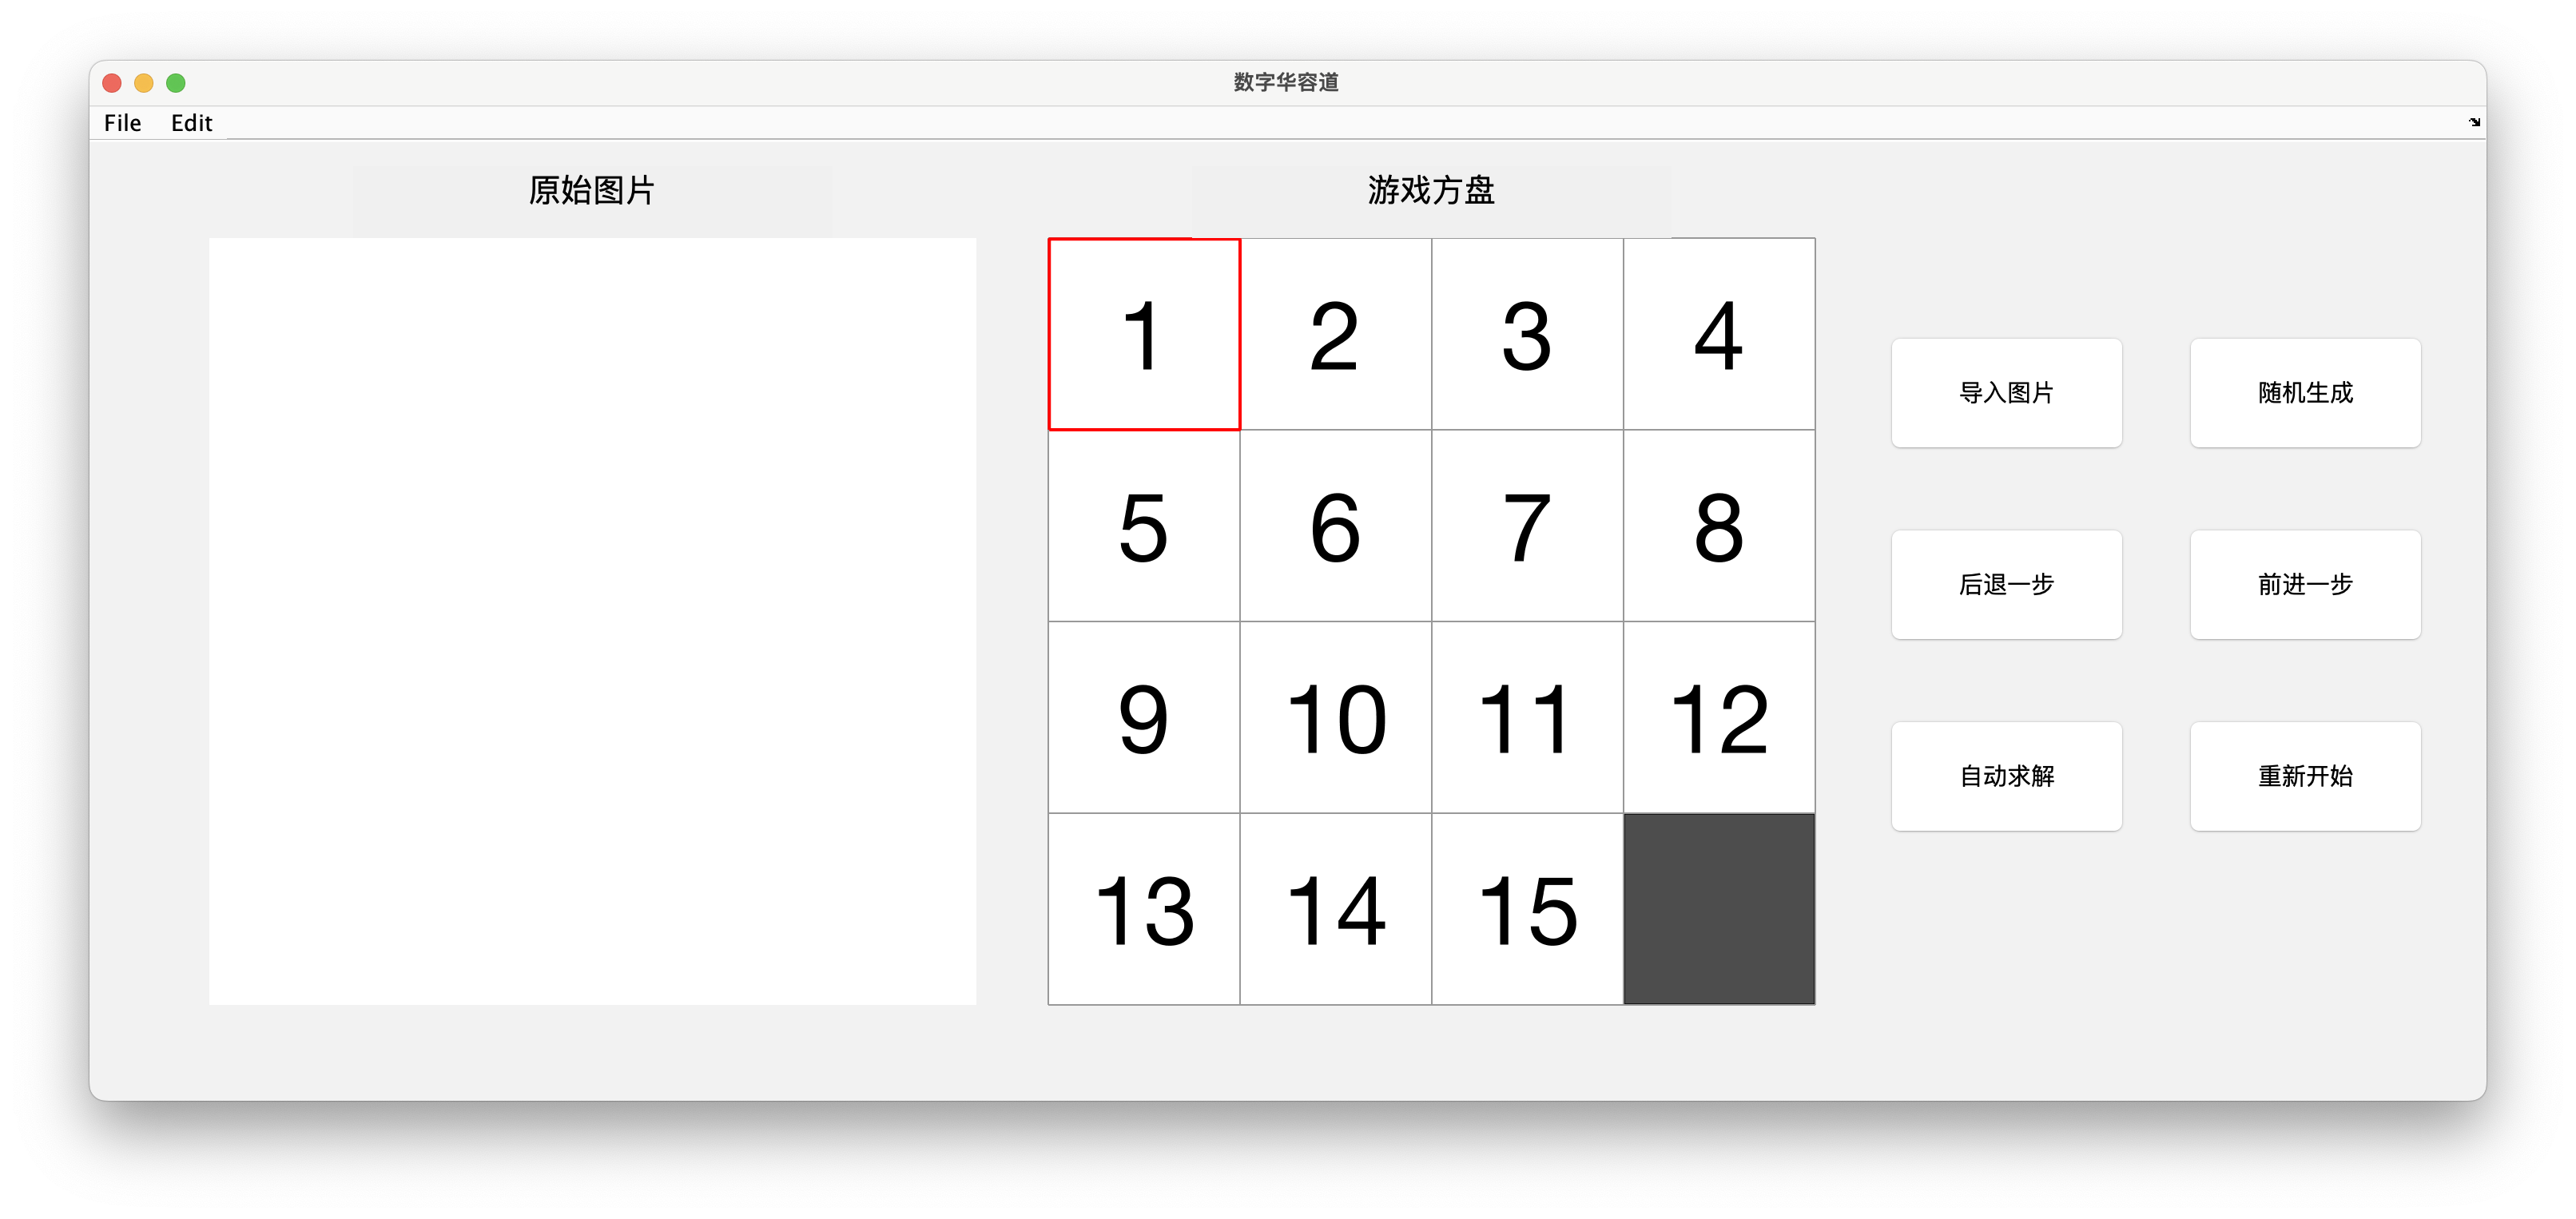 数字华容道
File Edit
原始图片
游戏方盘
1 2 3 4
5 6 7 8
9 10 11 12
13 14 15
导入图片 随机生成
后退一步 前进一步
自动求解 重新开始